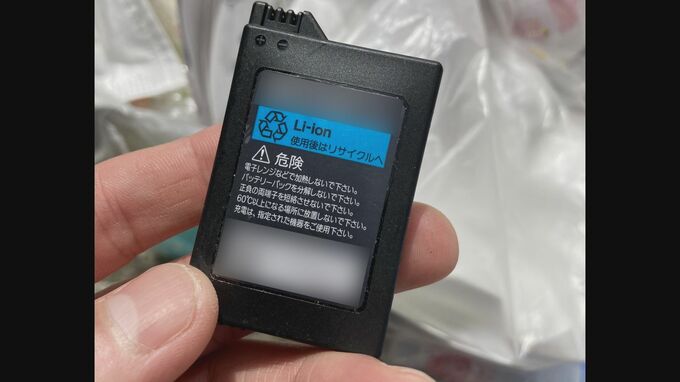 Li-ion
使用後はリサイクルへ
危険
電子レンジなどで加熱しないで下さい。
バッテリーパックを分解しないで下さい。
正負の両端子を短絡させないで下さい。
60℃以上になる場所に放置しないで下さい。
充電は、指定された機器をご使用下さい。